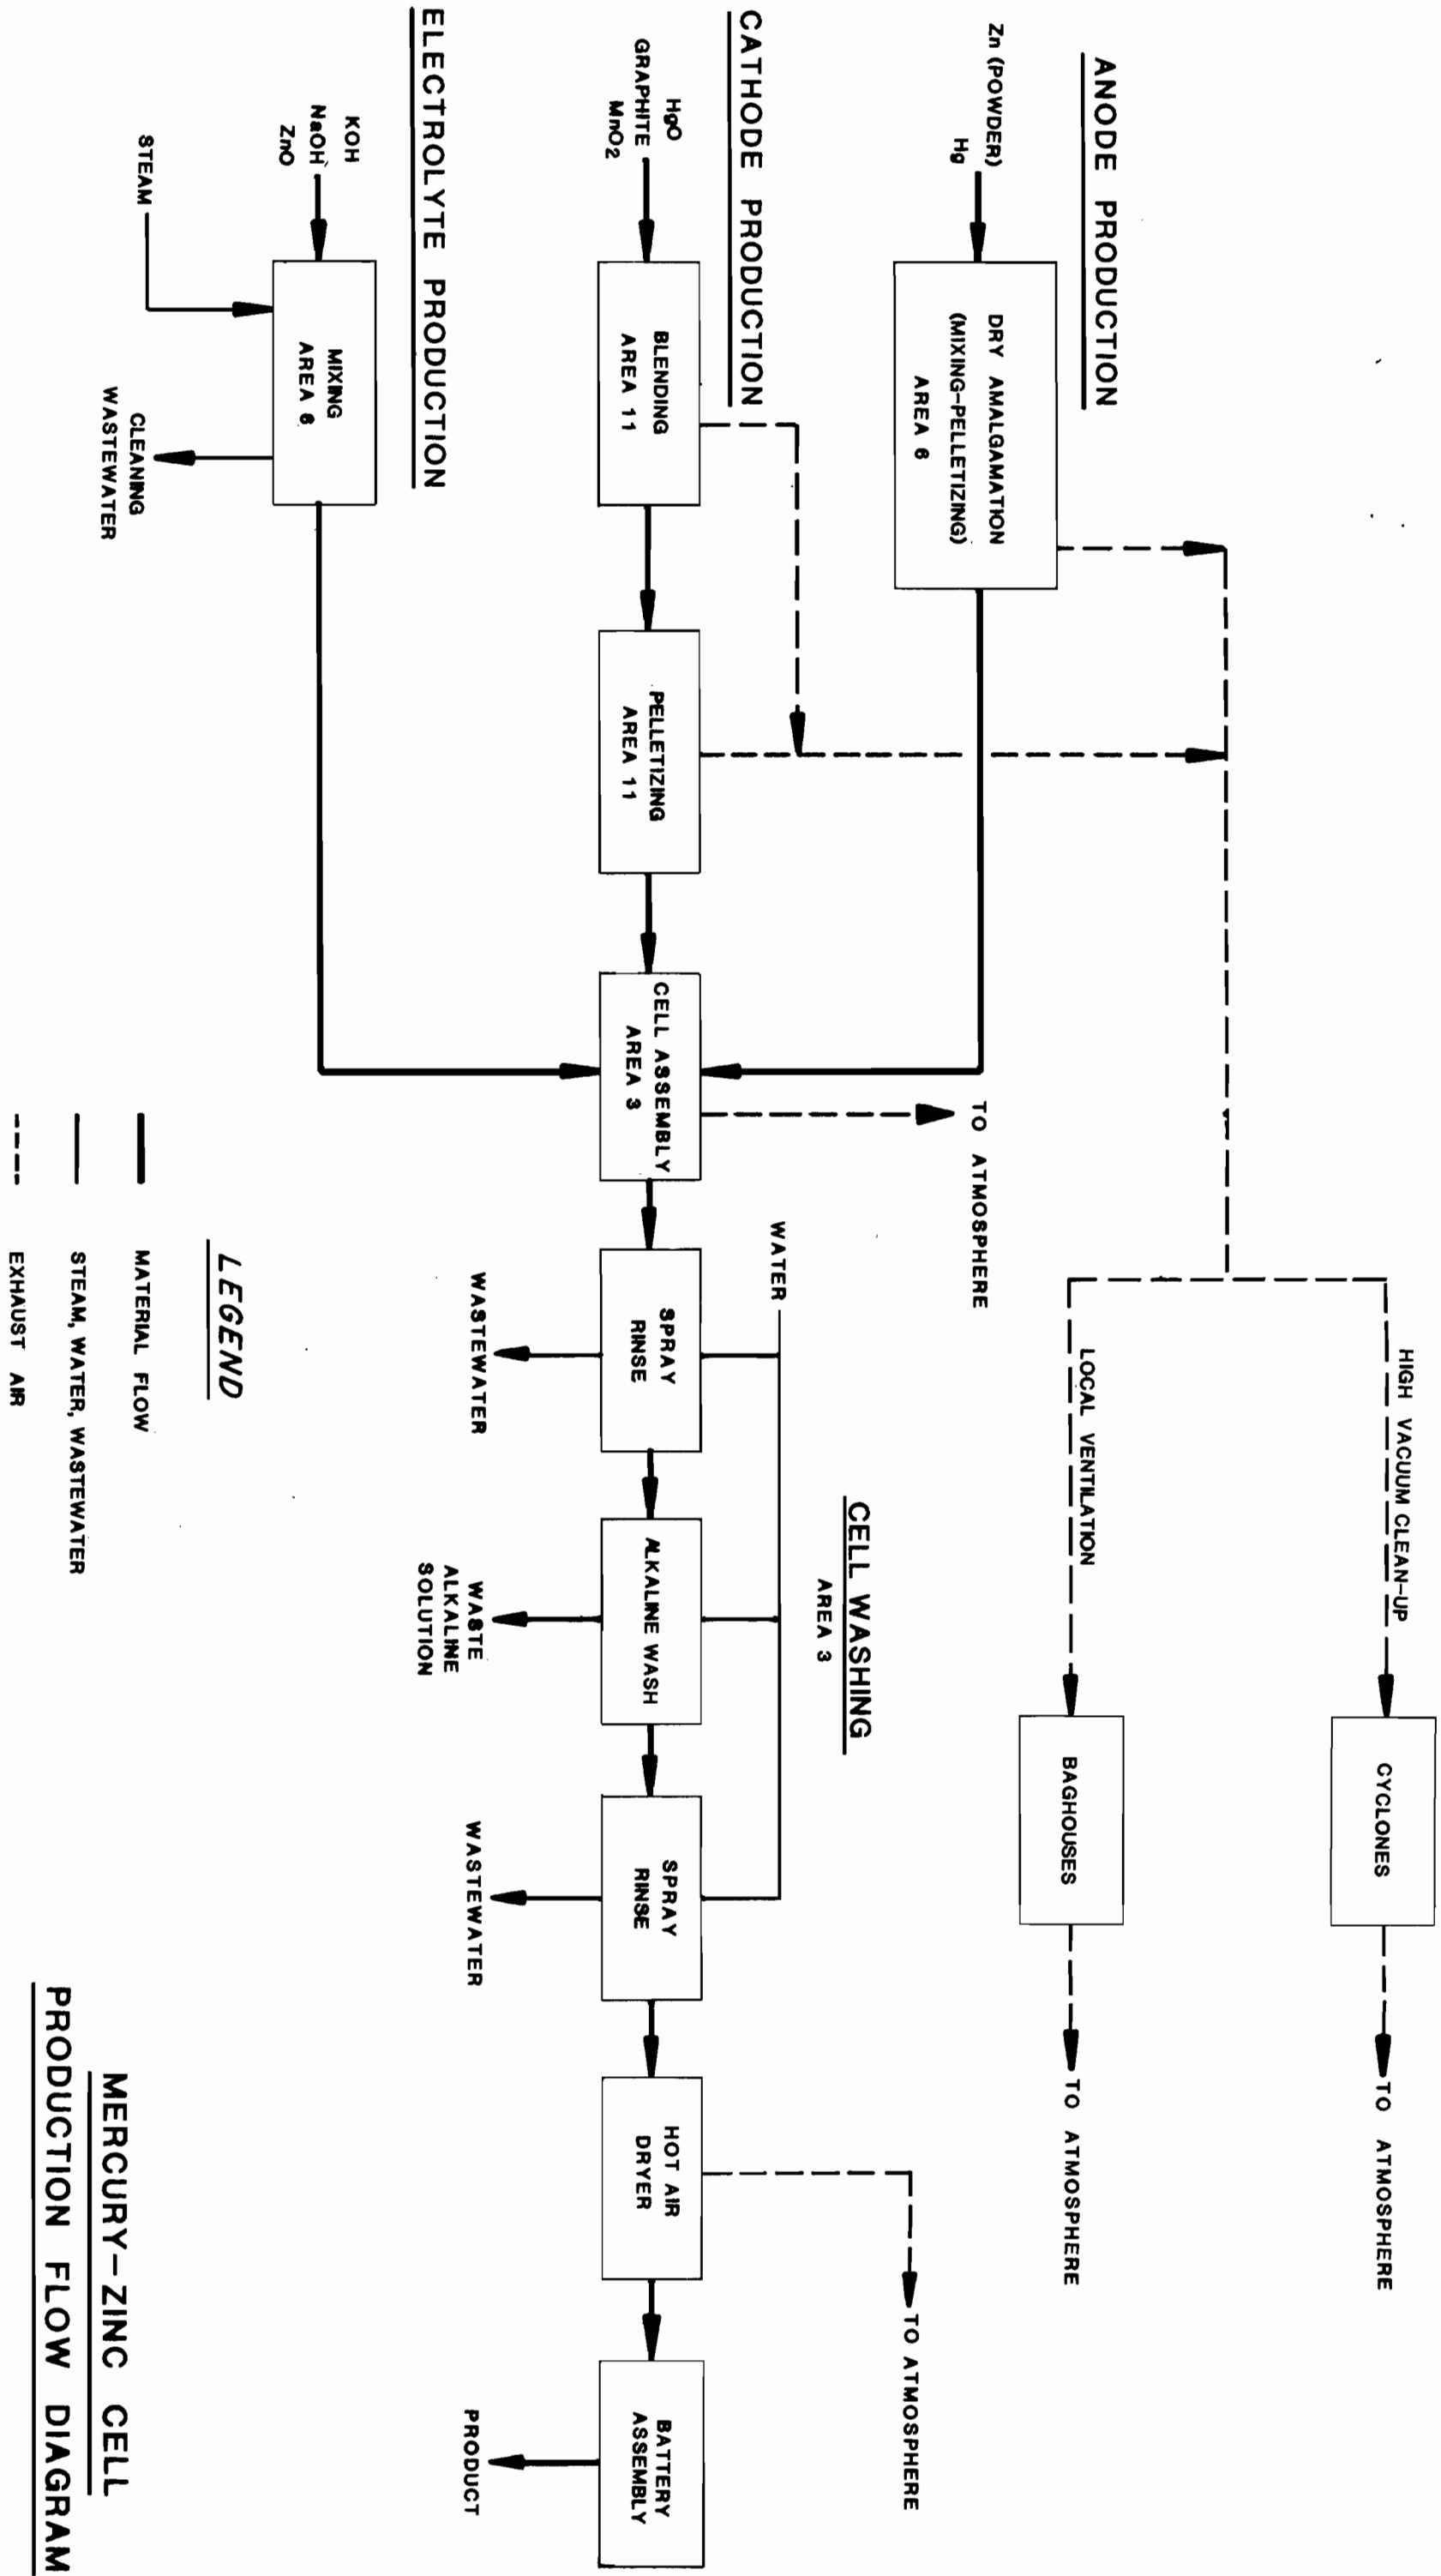 ANODE PRODUCTION
Zn (POWDER)
Hg
DRY AMALGAMATION
(MIXING-PELLETIZING)
AREA 6
HIGH VACUUM CLEAN-UP
CYCLONES
TO ATMOSPHERE
LOCAL VENTILATION
BAGHOUSES
TO ATMOSPHERE
CATHODE PRODUCTION
HgO
GRAPHITE
MnO2
BLENDING
AREA 11
PELLETIZING
AREA 11
CELL ASSEMBLY
AREA 3
TO ATMOSPHERE
CELL WASHING
AREA 3
WATER
SPRAY
RINSE
WASTEWATER
ALKALINE WASH
WASTE
ALKALINE
SOLUTION
SPRAY
RINSE
WASTEWATER
HOT AIR
DRYER
TO ATMOSPHERE
BATTERY
ASSEMBLY
PRODUCT
ELECTROLYTE PRODUCTION
KOH
NaOH
ZnO
STEAM
MIXING
AREA 6
CLEANING
WASTEWATER
LEGEND
MATERIAL FLOW
STEAM, WATER, WASTEWATER
EXHAUST AIR
MERCURY-ZINC CELL
PRODUCTION FLOW DIAGRAM